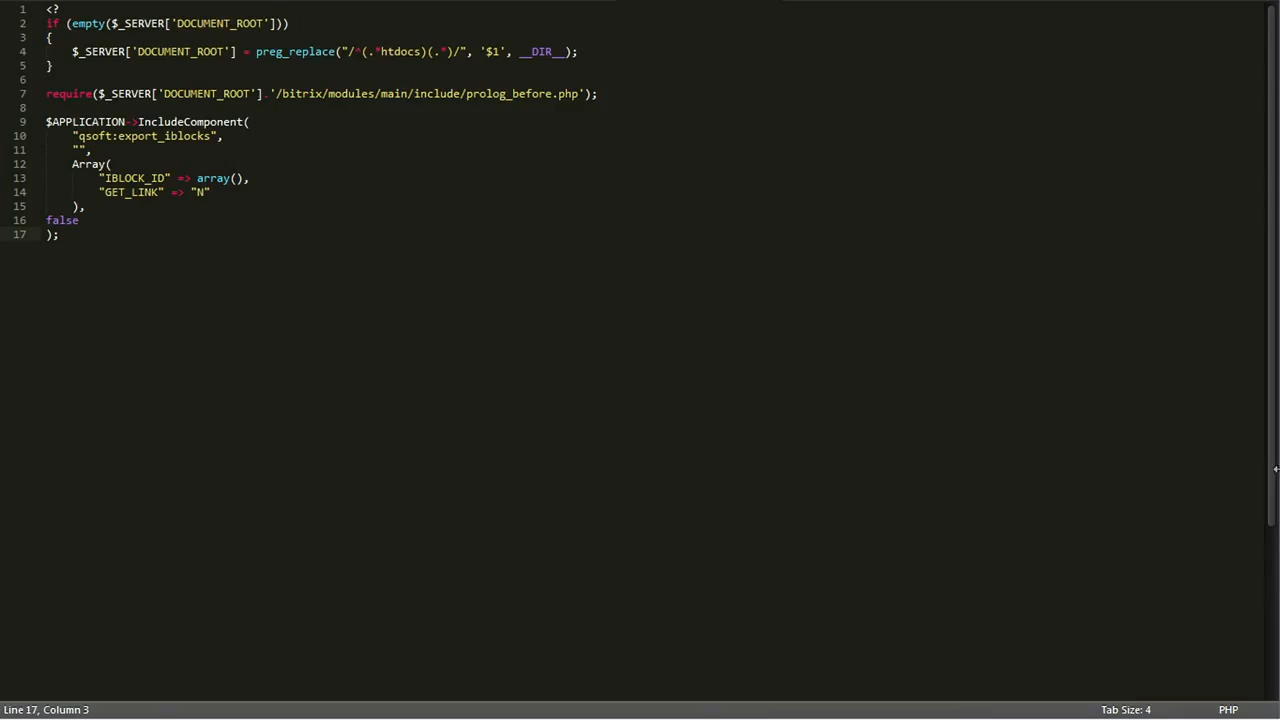 1 <?
2 if (empty($_SERVER['DOCUMENT_ROOT']))
3 {
4     $_SERVER['DOCUMENT_ROOT'] = preg_replace("/^(.*htdocs)(.*)/", '$1', __DIR__);
5 }
6
7 require($_SERVER['DOCUMENT_ROOT'].'/bitrix/modules/main/include/prolog_before.php');
8
9 $APPLICATION->IncludeComponent(
10     "qsoft:export_iblocks",
11     "",
12     Array(
13         "IBLOCK_ID" => array(),
14         "GET_LINK" => "N"
15     ),
16 false
17 );
Line 17, Column 3 Tab Size: 4 PHP